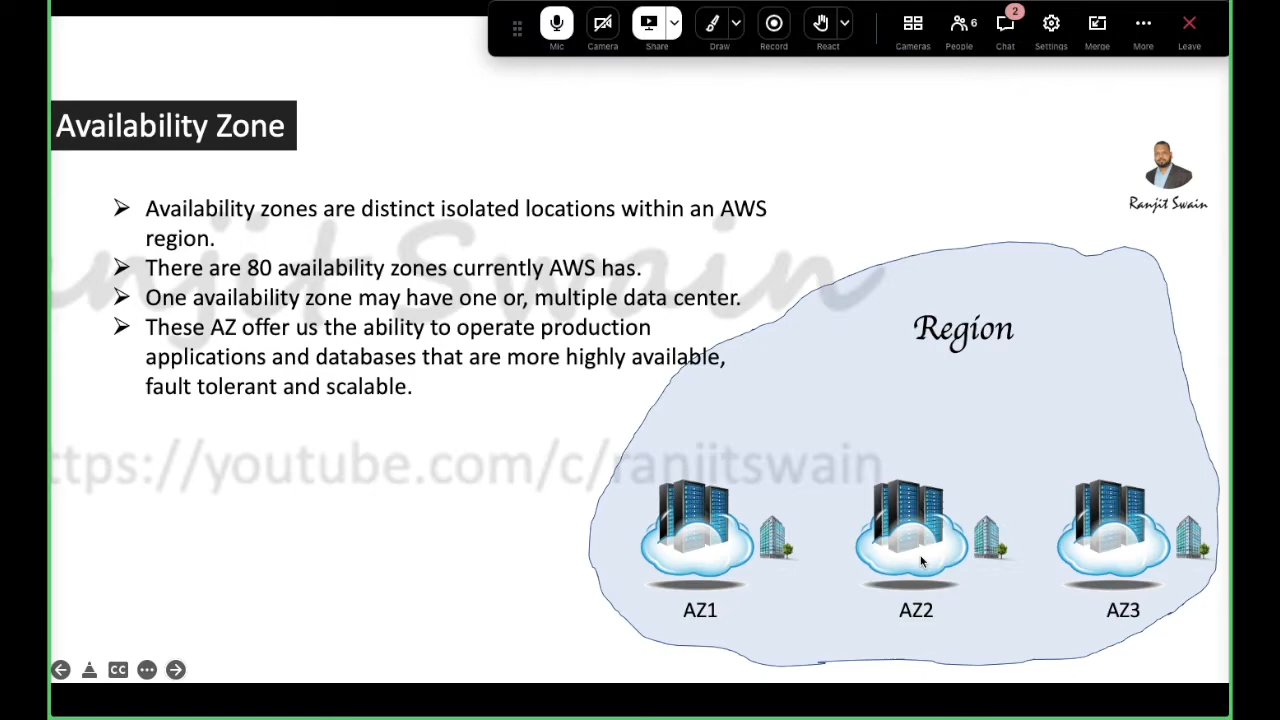 Mic
Camera
Share
Draw
Record
React
Cameras
6
People
2
Chat
Settings
Merge
More
Leave
Availability Zone
Ranjit Swain
Availability zones are distinct isolated locations within an AWS
region.
There are 80 availability zones currently AWS has.
One availability zone may have one or, multiple data center.
These AZ offer us the ability to operate production
applications and databases that are more highly available,
fault tolerant and scalable.
njit Swain
Region
ttps://youtube.com/c/ranjitswain
AZ1
AZ2
AZ3
CC